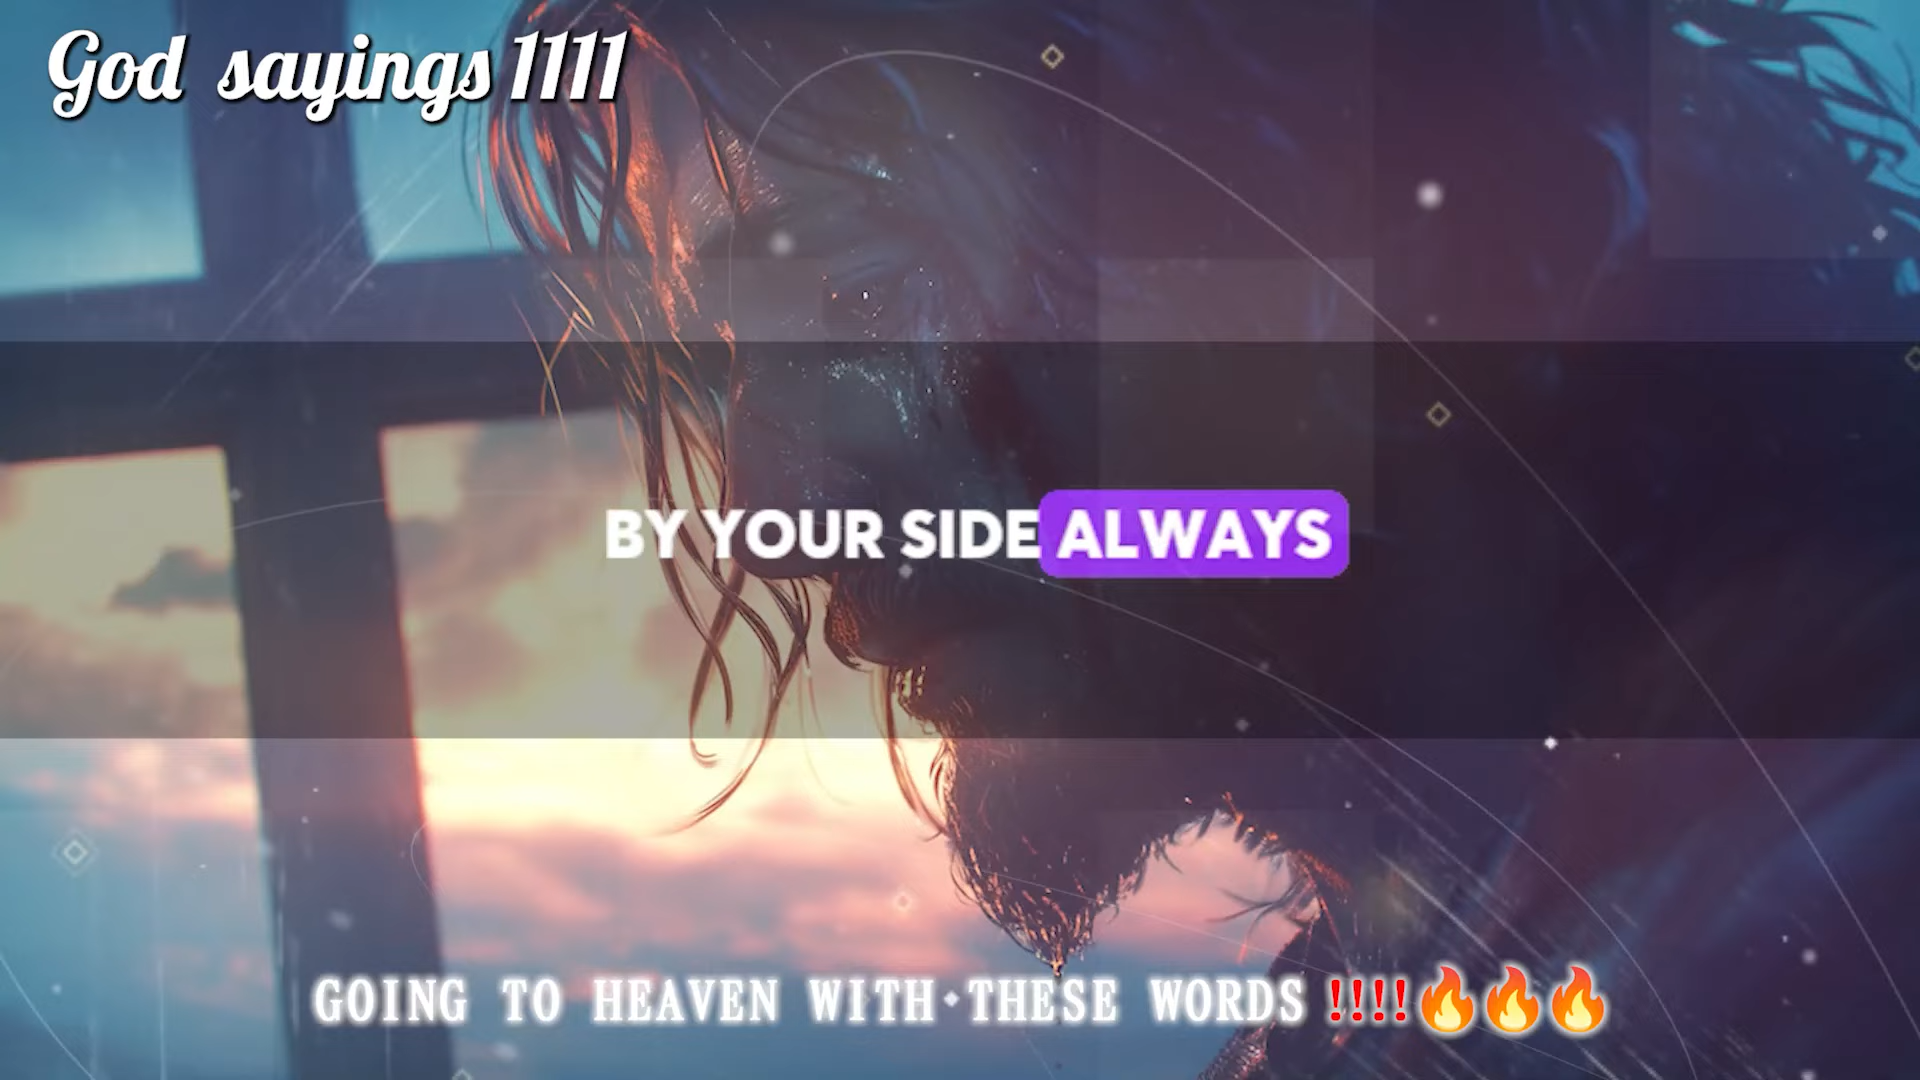 God sayings 1111
BY YOUR SIDE ALWAYS
GOING TO HEAVEN WITH THESE WORDS !!!!🔥🔥🔥